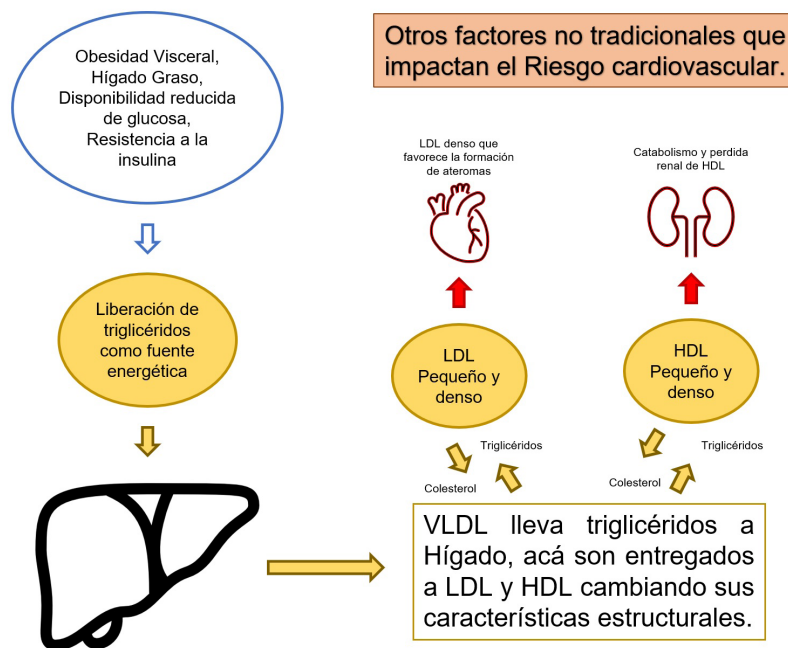 Otros factores no tradicionales que
impactan el Riesgo cardiovascular.
Obesidad Visceral,
Hígado Graso,
Disponibilidad reducida
de glucosa,
Resistencia a la
insulina
Liberación de
triglicéridos
como fuente
energética
LDL denso que
favorece la formación
de ateromas
Catabolismo y perdida
renal de HDL
LDL
Pequeño y
denso
HDL
Pequeño y
denso
Triglicéridos
Colesterol
Triglicéridos
Colesterol
VLDL lleva triglicéridos a
Hígado, acá son entregados
a LDL y HDL cambiando sus
características estructurales.